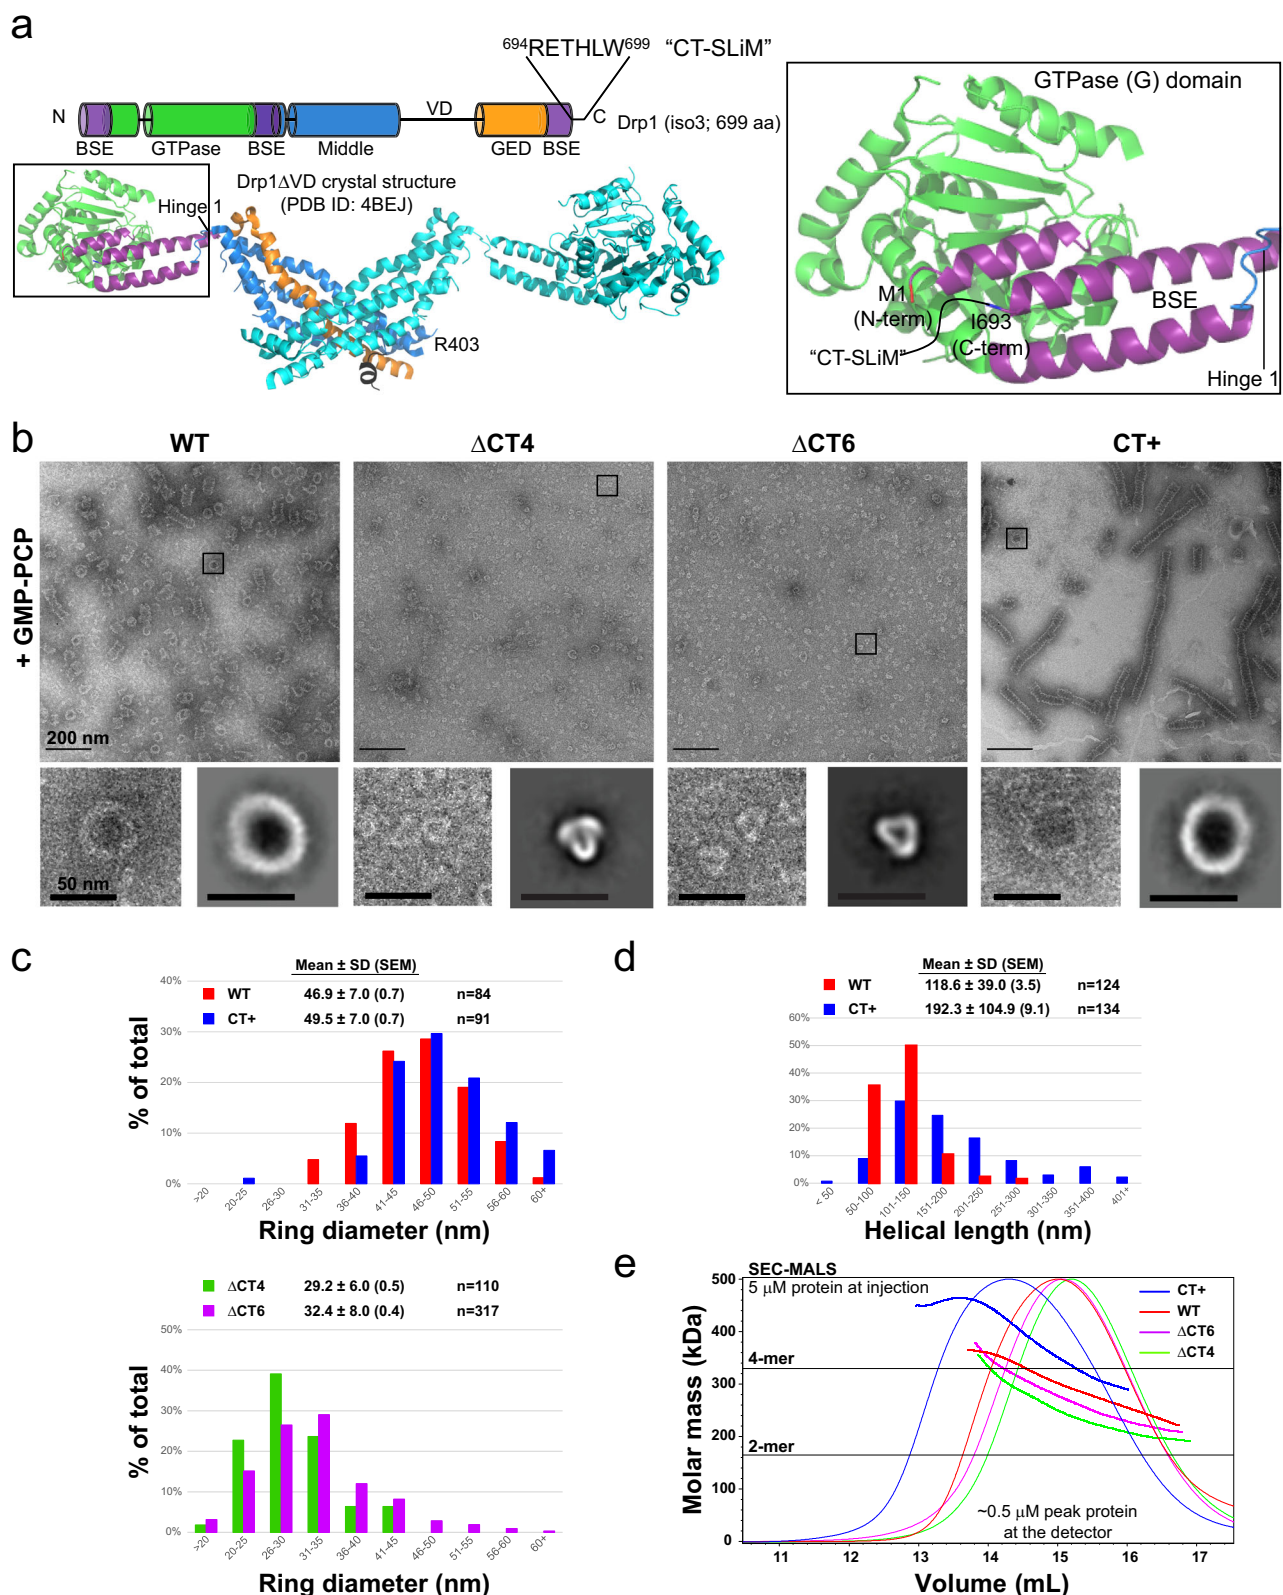 a
694RETHLW699 "CT-SLiM"
N
VD
C
Drp1 (iso3; 699 aa)
BSE
GTPase
BSE
Middle
GED
BSE
Drp1ΔVD crystal structure
(PDB ID: 4BEJ)
Hinge 1
R403
GTPase (G) domain
M1
(N-term)
I693
(C-term)
"CT-SLiM"
BSE
Hinge 1
b
WT
ΔCT4
ΔCT6
CT+
+ GMP-PCP
200 nm
50 nm
c
Mean ± SD (SEM)
WT 46.9 ± 7.0 (0.7) n=84
CT+ 49.5 ± 7.0 (0.7) n=91
40%
30%
20%
10%
0%
% of total
>20 20-25 26-30 31-35 36-40 41-45 46-50 51-55 56-60 60+
Ring diameter (nm)
ΔCT4 29.2 ± 6.0 (0.5) n=110
ΔCT6 32.4 ± 8.0 (0.4) n=317
50%
40%
30%
20%
10%
0%
% of total
>20 20-25 26-30 31-35 36-40 41-45 46-50 51-55 56-60 60+
Ring diameter (nm)
d
Mean ± SD (SEM)
WT 118.6 ± 39.0 (3.5) n=124
CT+ 192.3 ± 104.9 (9.1) n=134
60%
50%
40%
30%
20%
10%
0%
% of total
< 50 50-100 101-150 151-200 201-250 251-300 301-350 351-400 401+
Helical length (nm)
e
SEC-MALS
5 μM protein at injection
CT+
WT
ΔCT6
ΔCT4
500
400
4-mer
300
200
2-mer
100
0
Molar mass (kDa)
~0.5 μM peak protein
at the detector
11 12 13 14 15 16 17
Volume (mL)